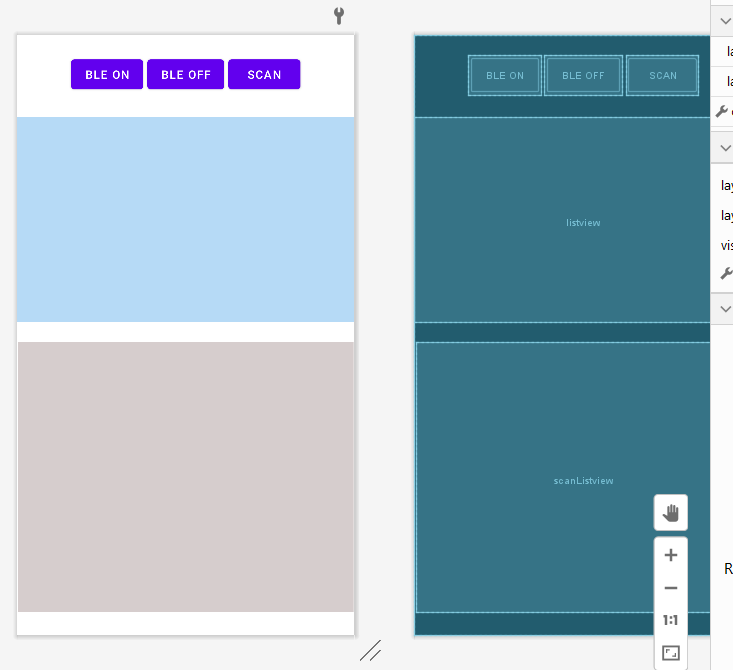 BLE ON BLE OFF SCAN
BLE ON BLE OFF SCAN
listview
scanListview
1:1
R